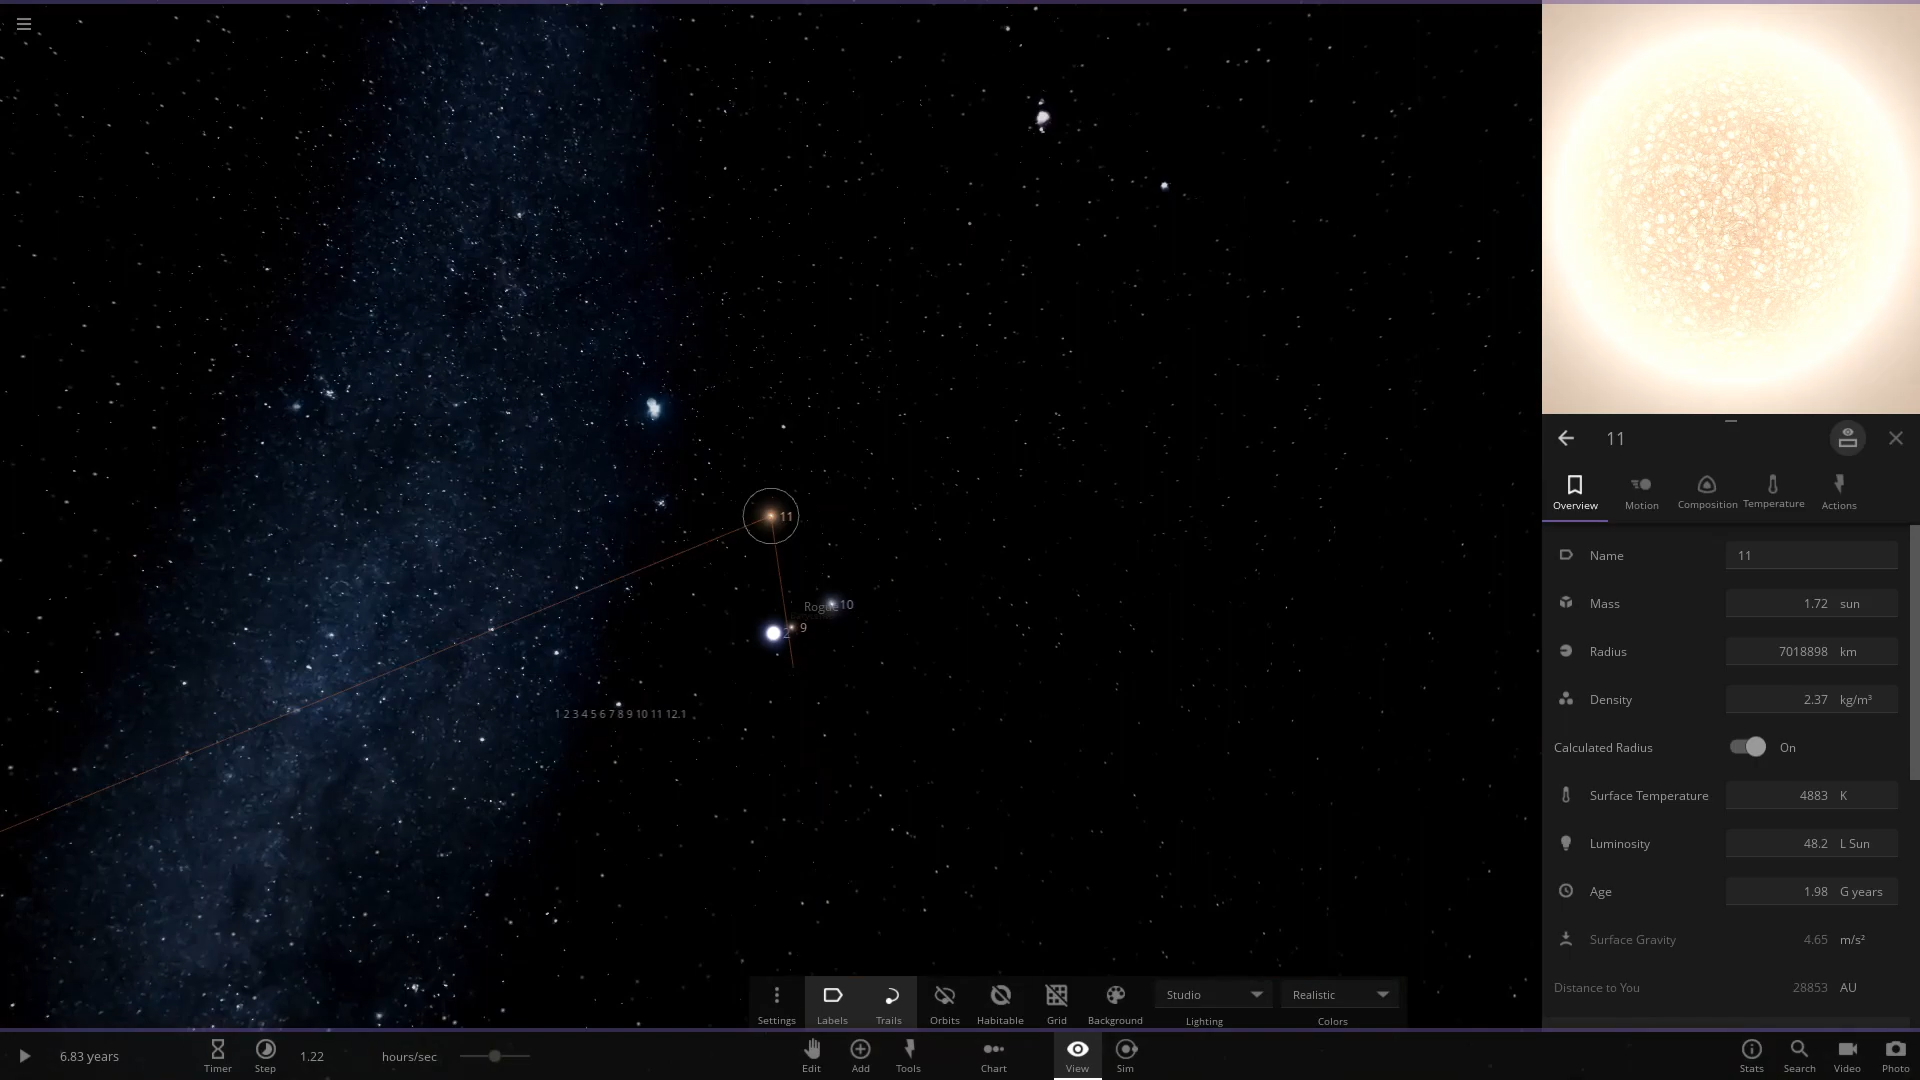 11
Rogue
10
2
9
1 2 3 4 5 6 7 8 9 10 11 12.1
11
Overview
Motion
Composition
Temperature
Actions
Name 11
Mass 1.72 sun
Radius 7018898 km
Density 2.37 kg/m³
Calculated Radius On
Surface Temperature 4883 K
Luminosity 48.2 L Sun
Age 1.98 G years
Surface Gravity 4.65 m/s²
Distance to You 28853 AU
Studio Realistic
Settings Labels Trails Orbits Habitable Grid Background Lighting Colors
6.83 years
Timer Step
1.22 hours/sec
Edit Add Tools Chart View Sim
Stats Search Video Photo